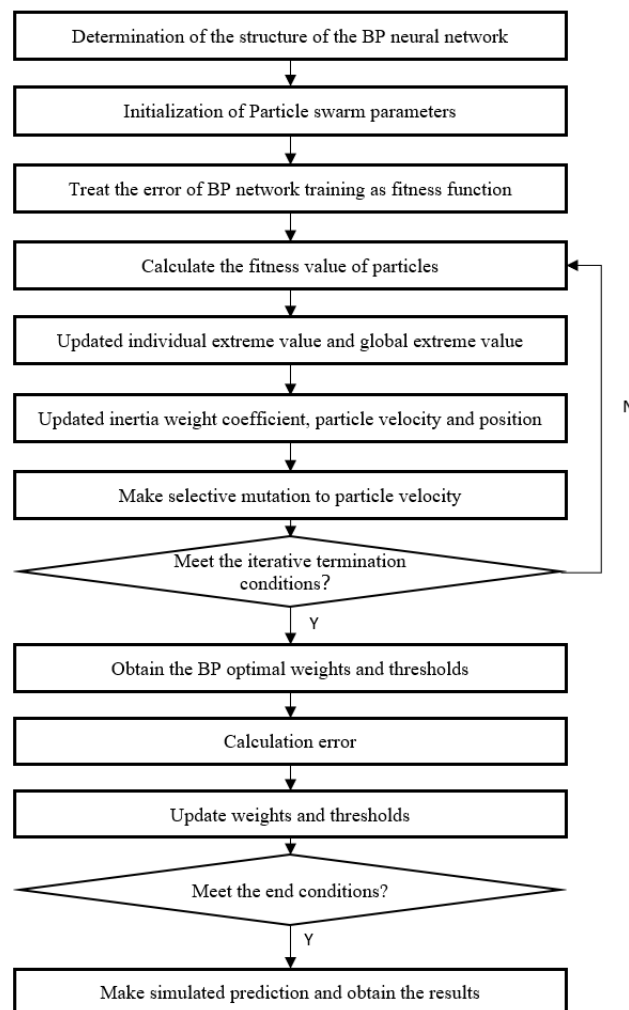 Determination of the structure of the BP neural network
Initialization of Particle swarm parameters
Treat the error of BP network training as fitness function
Calculate the fitness value of particles
Updated individual extreme value and global extreme value
Updated inertia weight coefficient, particle velocity and position
N
Make selective mutation to particle velocity
Meet the iterative termination
conditions?
Y
Obtain the BP optimal weights and thresholds
Calculation error
Update weights and thresholds
Meet the end conditions?
Y
Make simulated prediction and obtain the results